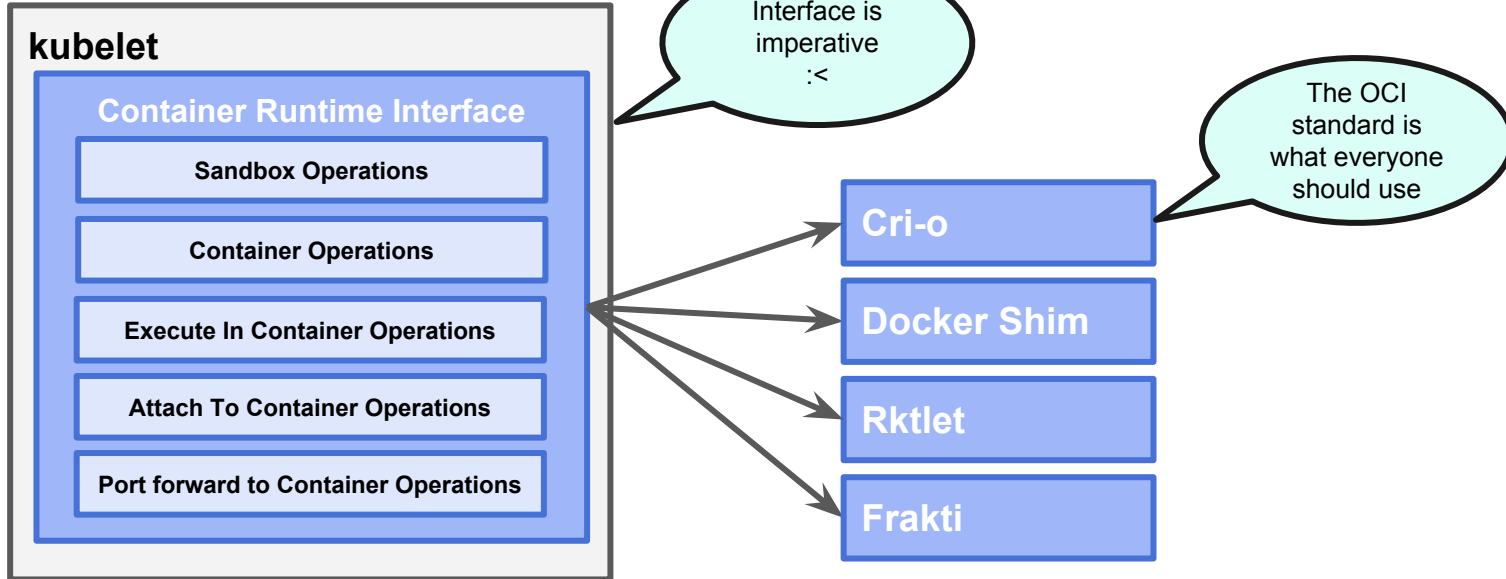 Interface is
imperative
:<
kubelet
Container Runtime Interface
Sandbox Operations
Container Operations
Execute In Container Operations
Attach To Container Operations
Port forward to Container Operations
The OCI
standard is
what everyone
should use
Cri-o
Docker Shim
Rktlet
Frakti